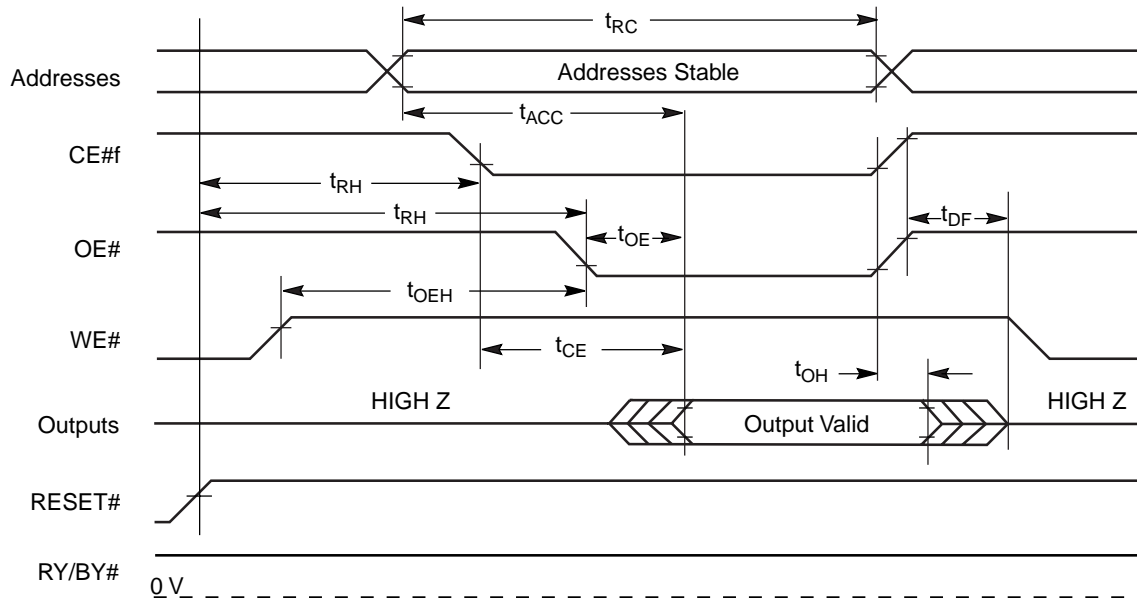 tRC
Addresses
Addresses Stable
tACC
CE#f
tRH
tRH
tDF
OE#
tOE
tOEH
WE#
tCE
tOH
HIGH Z
HIGH Z
Outputs
Output Valid
RESET#
RY/BY#
0 V